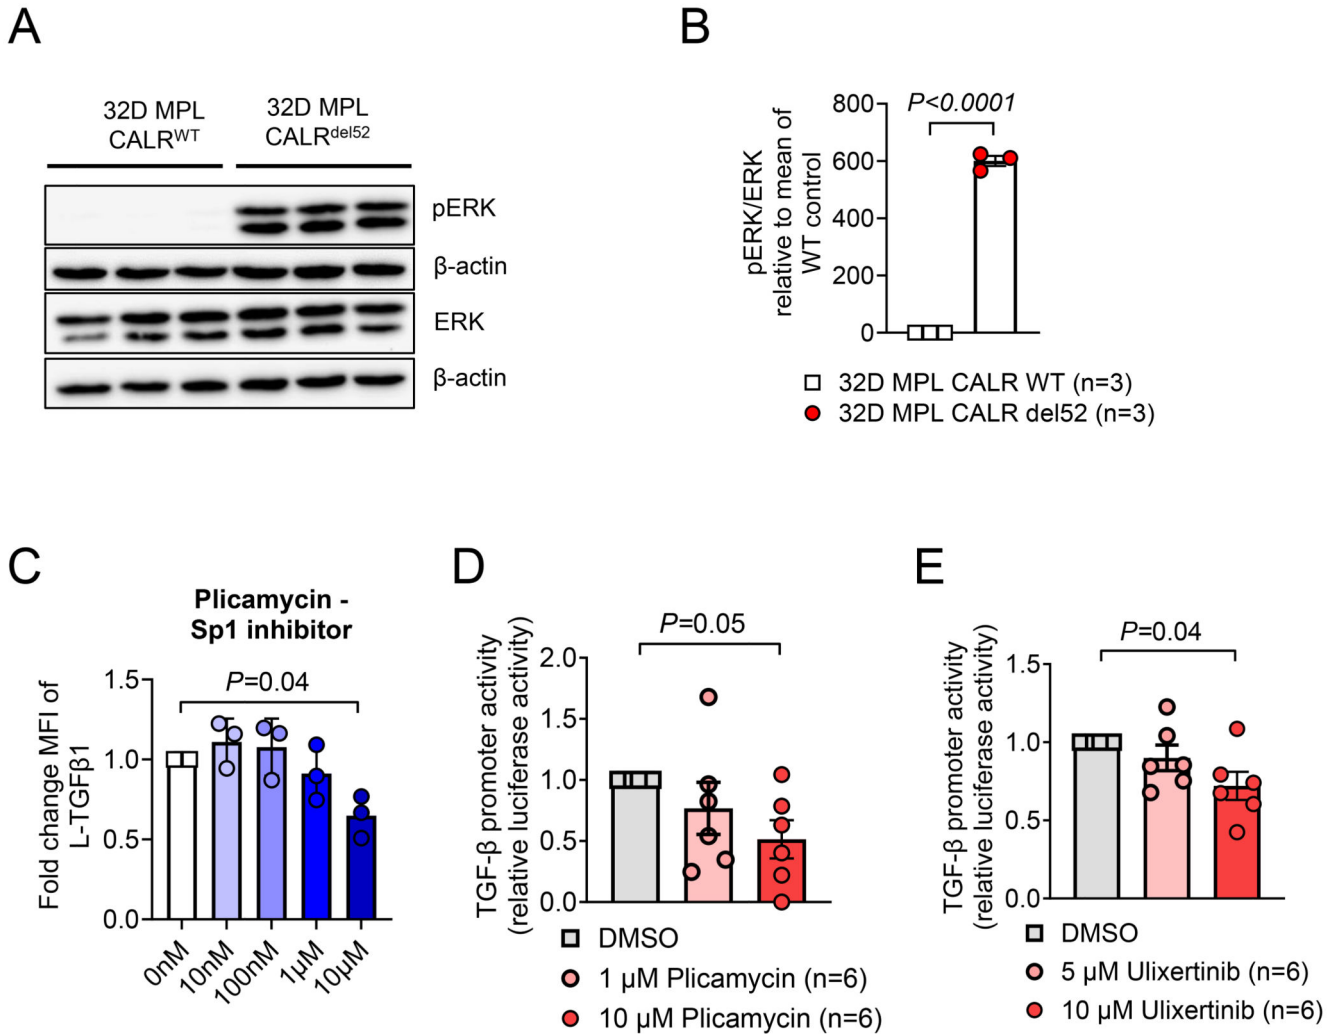 A
32D MPL
CALRWT
32D MPL
CALRdel52
pERK
β-actin
ERK
β-actin
B
pERK/ERK
relative to mean of
WT control
800
600
400
200
0
P<0.0001
32D MPL CALR WT (n=3)
32D MPL CALR del52 (n=3)
C
Plicamycin -
Sp1 inhibitor
Fold change MFI of
L-TGFβ1
1.5
1.0
0.5
0.0
P=0.04
0nM
10nM
100nM
1μM
10μM
D
TGF-β promoter activity
(relative luciferase activity)
2.0
1.5
1.0
0.5
0.0
P=0.05
DMSO
1 μM Plicamycin (n=6)
10 μM Plicamycin (n=6)
E
TGF-β promoter activity
(relative luciferase activity)
1.5
1.0
0.5
0.0
P=0.04
DMSO
5 μM Ulixertinib (n=6)
10 μM Ulixertinib (n=6)